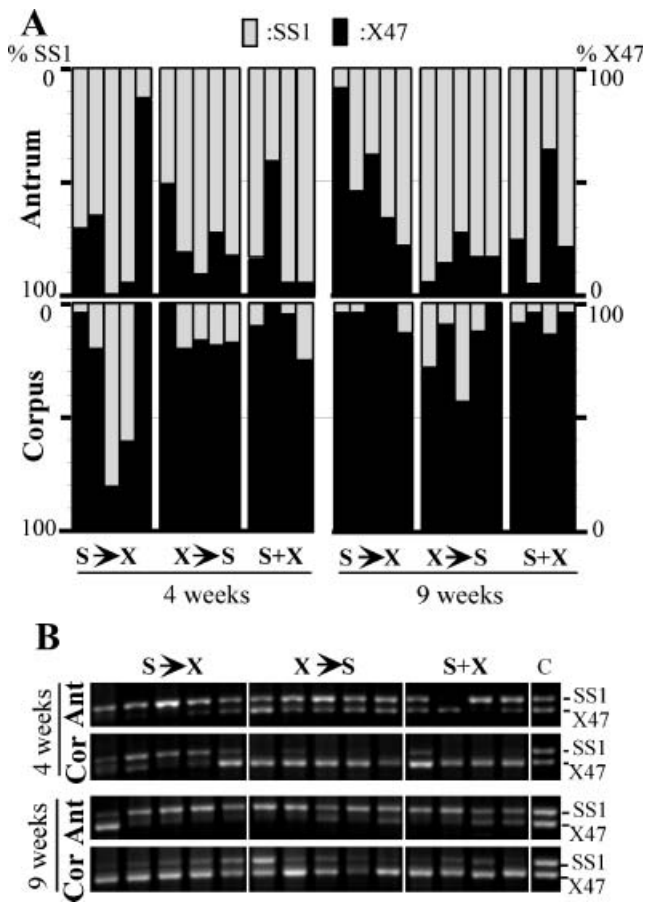 A
:SS1 :X47
% SS1 % X47
0 100
Antrum
100 0
0 100
Corpus
100 0
S➔X X➔S S+X S➔X X➔S S+X
4 weeks 9 weeks
B
S➔X X➔S S+X C
4 weeks
Ant
SS1
X47
Cor
SS1
X47
9 weeks
Ant
SS1
X47
Cor
SS1
X47